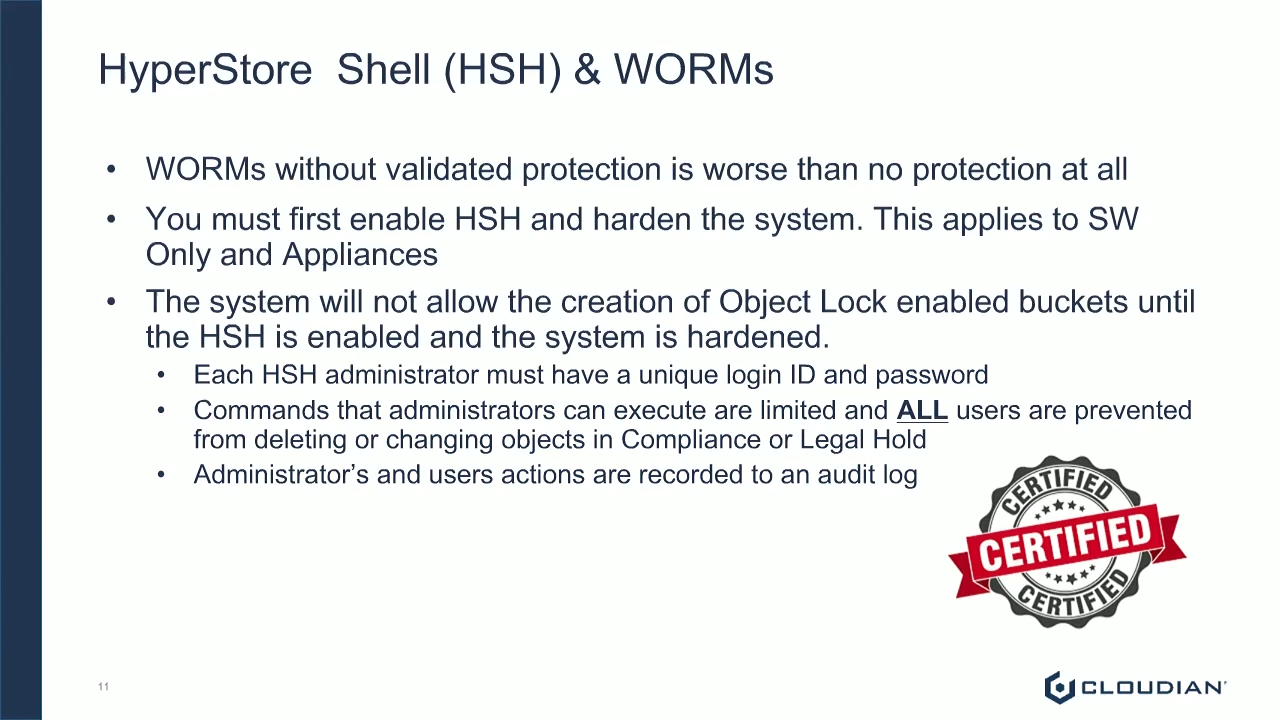 HyperStore  Shell (HSH) & WORMs
• WORMs without validated protection is worse than no protection at all
• You must first enable HSH and harden the system. This applies to SW
Only and Appliances
• The system will not allow the creation of Object Lock enabled buckets until
the HSH is enabled and the system is hardened.
• Each HSH administrator must have a unique login ID and password
• Commands that administrators can execute are limited and ALL users are prevented
from deleting or changing objects in Compliance or Legal Hold
• Administrator’s and users actions are recorded to an audit log
CERTIFIED
CERTIFIED
CERTIFIED
11
CLOUDIAN